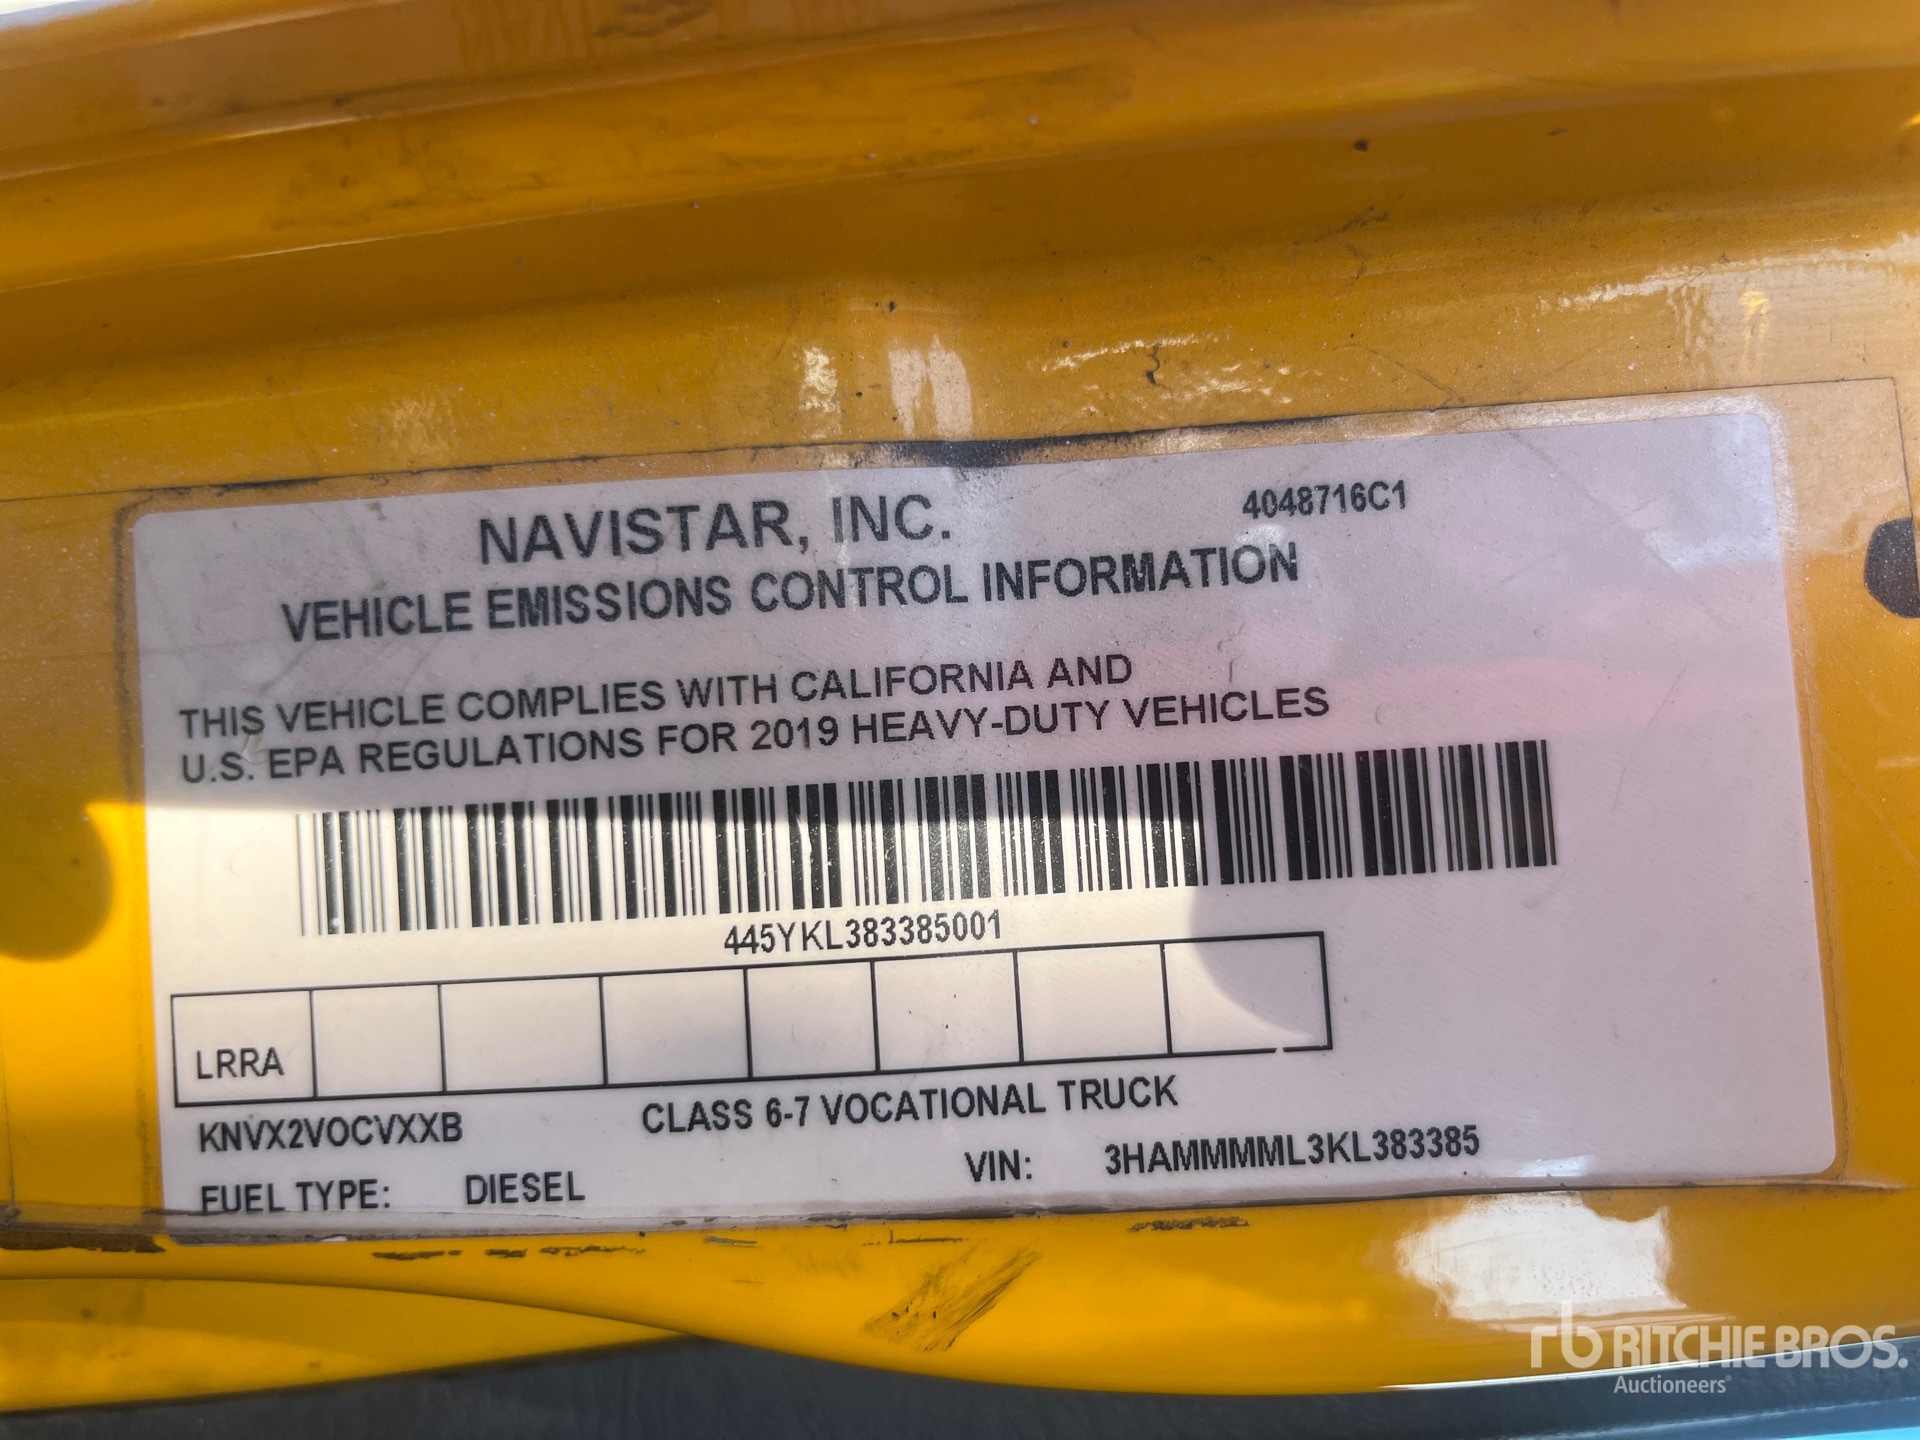 NAVISTAR, INC.
4048716C1
VEHICLE EMISSIONS CONTROL INFORMATION
THIS VEHICLE COMPLIES WITH CALIFORNIA AND
U.S. EPA REGULATIONS FOR 2019 HEAVY-DUTY VEHICLES
445YKL383385001
LRRA
KNVX2VOCVXXB
CLASS 6-7 VOCATIONAL TRUCK
FUEL TYPE: DIESEL
VIN: 3HAMMMML3KL383385
rb RITCHIE BROS.
Auctioneers